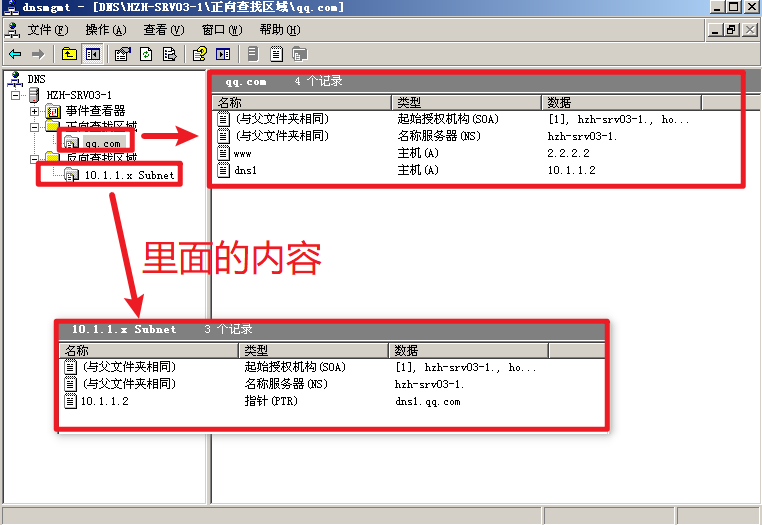 dnsmgmt - [DNS\HZH-SRV03-1\正向查找区域\qq.com]
文件(F) 操作(A) 查看(V) 窗口(W) 帮助(H)
DNS
HZH-SRV03-1
事件查看器
正向查找区域
qq.com
反向查找区域
10.1.1.x Subnet
qq.com 4 个记录
名称 类型 数据
(与父文件夹相同) 起始授权机构(SOA) [1], hzh-srv03-1., ho...
(与父文件夹相同) 名称服务器(NS) hzh-srv03-1.
www 主机(A) 2.2.2.2
dns1 主机(A) 10.1.1.2
里面的内容
10.1.1.x Subnet 3 个记录
名称 类型 数据
(与父文件夹相同) 起始授权机构(SOA) [1], hzh-srv03-1., ho...
(与父文件夹相同) 名称服务器(NS) hzh-srv03-1.
10.1.1.2 指针(PTR) dns1.qq.com